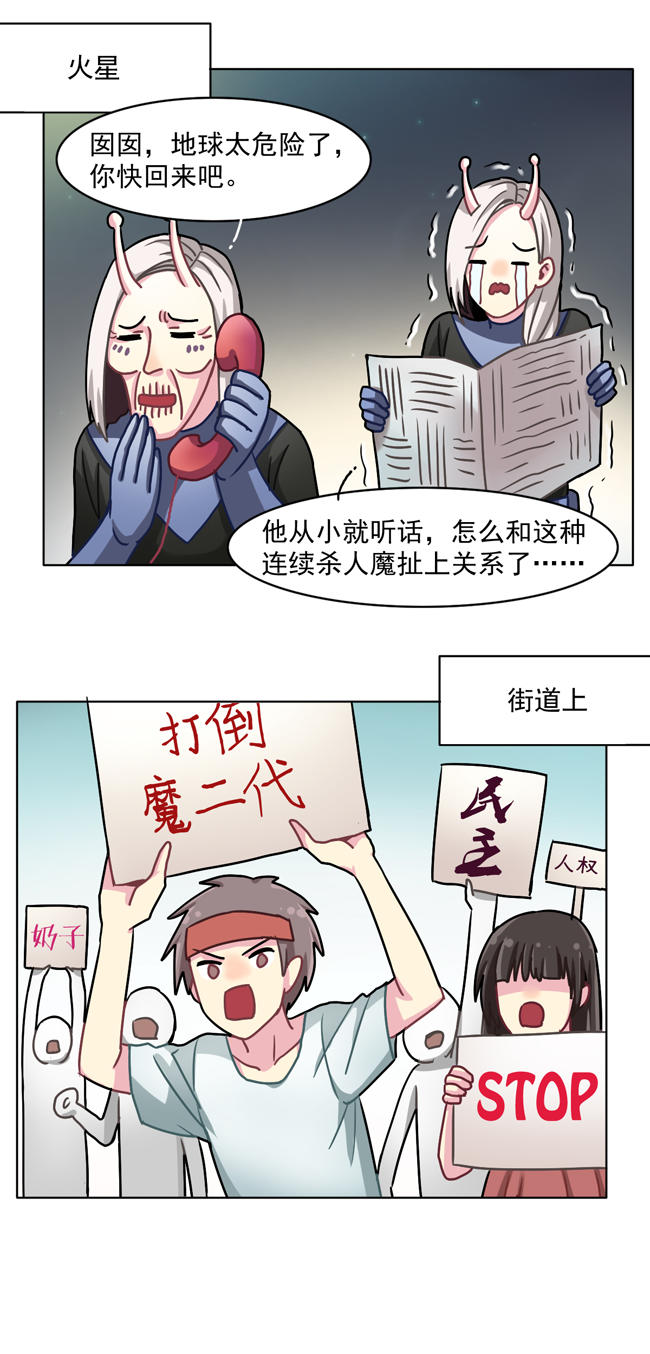 火星
囡囡，地球太危险了，
你快回来吧。
他从小就听话，怎么和这种
连续杀人魔扯上关系了……
街道上
打倒
魔二代
民
主
人权
奶子
STOP